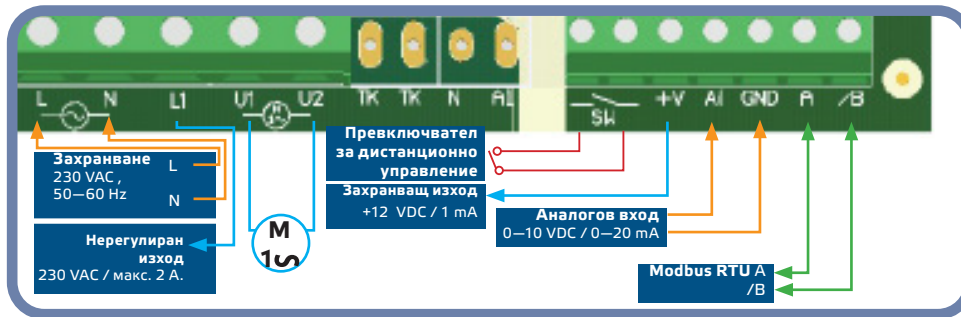 L N L1 U1 U2 TK TK N AL SW +V Ai GND A /B
M
Захранване
230 VAC ,
50—60 Hz
L
N
Нерегулиран
изход
230 VAC / макс. 2 A.
M
1
Превключвател
за дистанционно
управление
Захранващ изход
+12 VDC / 1 mA
Аналогов вход
0—10 VDC / 0—20 mA
Modbus RTU A
/B